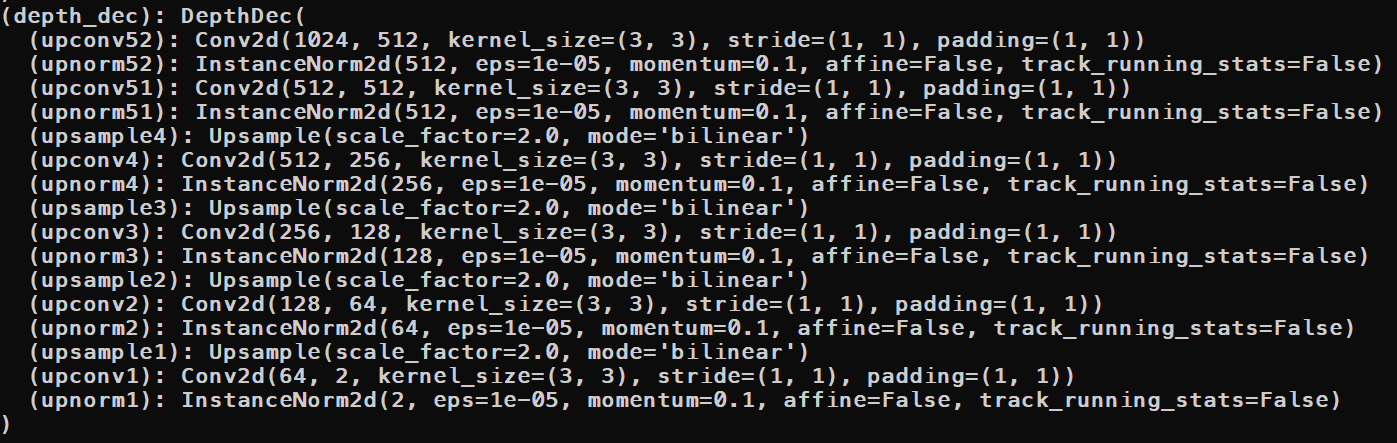 (depth_dec): DepthDec(
  (upconv52): Conv2d(1024, 512, kernel_size=(3, 3), stride=(1, 1), padding=(1, 1))
  (upnorm52): InstanceNorm2d(512, eps=1e-05, momentum=0.1, affine=False, track_running_stats=False)
  (upconv51): Conv2d(512, 512, kernel_size=(3, 3), stride=(1, 1), padding=(1, 1))
  (upnorm51): InstanceNorm2d(512, eps=1e-05, momentum=0.1, affine=False, track_running_stats=False)
  (upsample4): Upsample(scale_factor=2.0, mode='bilinear')
  (upconv4): Conv2d(512, 256, kernel_size=(3, 3), stride=(1, 1), padding=(1, 1))
  (upnorm4): InstanceNorm2d(256, eps=1e-05, momentum=0.1, affine=False, track_running_stats=False)
  (upsample3): Upsample(scale_factor=2.0, mode='bilinear')
  (upconv3): Conv2d(256, 128, kernel_size=(3, 3), stride=(1, 1), padding=(1, 1))
  (upnorm3): InstanceNorm2d(128, eps=1e-05, momentum=0.1, affine=False, track_running_stats=False)
  (upsample2): Upsample(scale_factor=2.0, mode='bilinear')
  (upconv2): Conv2d(128, 64, kernel_size=(3, 3), stride=(1, 1), padding=(1, 1))
  (upnorm2): InstanceNorm2d(64, eps=1e-05, momentum=0.1, affine=False, track_running_stats=False)
  (upsample1): Upsample(scale_factor=2.0, mode='bilinear')
  (upconv1): Conv2d(64, 2, kernel_size=(3, 3), stride=(1, 1), padding=(1, 1))
  (upnorm1): InstanceNorm2d(2, eps=1e-05, momentum=0.1, affine=False, track_running_stats=False)
)